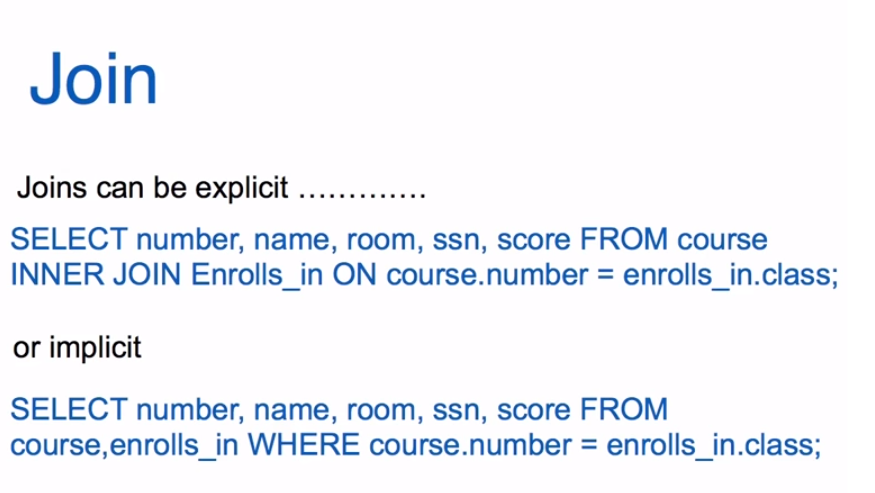 Join
Joins can be explicit .............
SELECT number, name, room, ssn, score FROM course
INNER JOIN Enrolls_in ON course.number = enrolls_in.class;
or implicit
SELECT number, name, room, ssn, score FROM
course,enrolls_in WHERE course.number = enrolls_in.class;